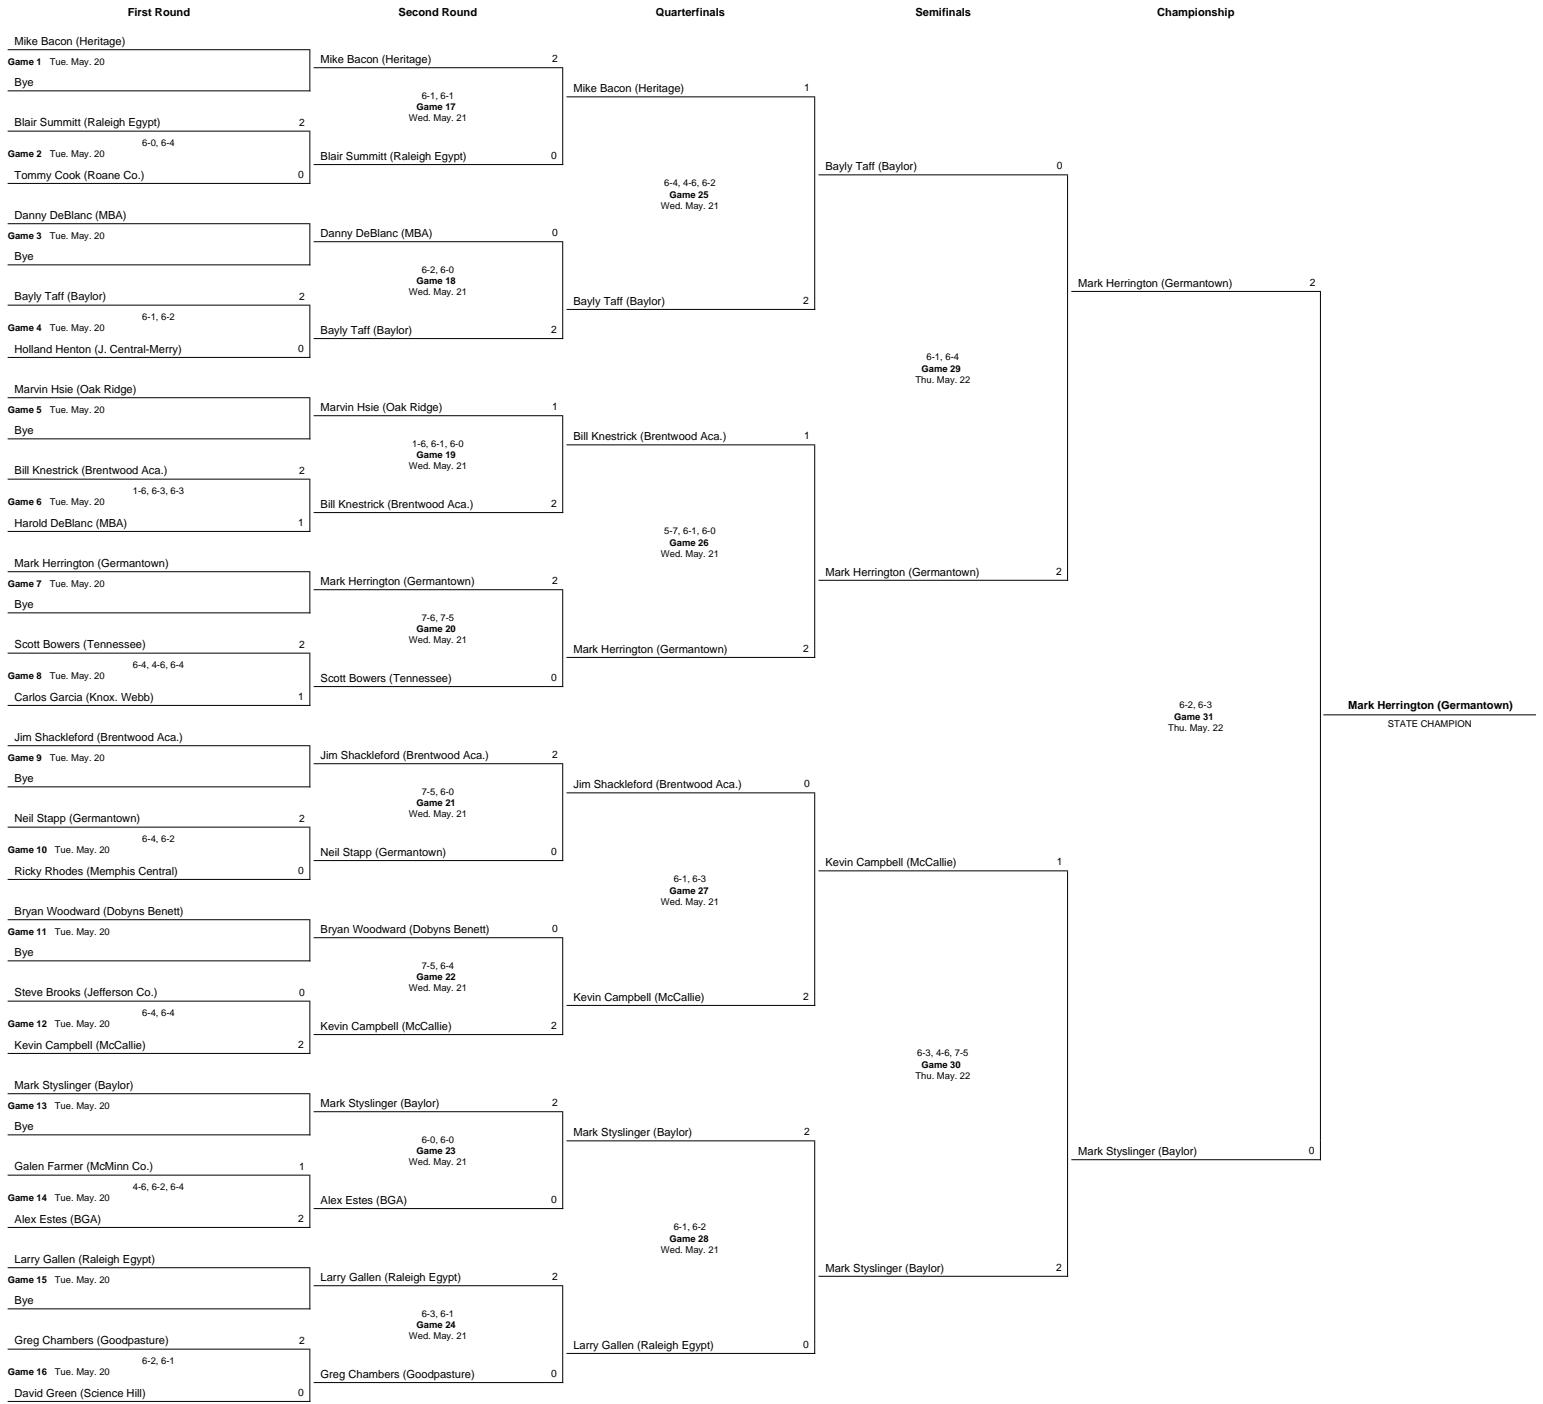 First Round
Second Round
Quarterfinals
Semifinals
Championship
Mike Bacon (Heritage)
Game 1 Tue. May. 20
Bye
Blair Summitt (Raleigh Egypt) 2
6-0, 6-4
Game 2 Tue. May. 20
Tommy Cook (Roane Co.) 0
Danny DeBlanc (MBA)
Game 3 Tue. May. 20
Bye
Bayly Taff (Baylor) 2
6-1, 6-2
Game 4 Tue. May. 20
Holland Henton (J. Central-Merry) 0
Marvin Hsie (Oak Ridge)
Game 5 Tue. May. 20
Bye
Bill Knestrick (Brentwood Aca.) 2
1-6, 6-3, 6-3
Game 6 Tue. May. 20
Harold DeBlanc (MBA) 1
Mark Herrington (Germantown)
Game 7 Tue. May. 20
Bye
Scott Bowers (Tennessee) 2
6-4, 4-6, 6-4
Game 8 Tue. May. 20
Carlos Garcia (Knox. Webb) 1
Jim Shackleford (Brentwood Aca.)
Game 9 Tue. May. 20
Bye
Neil Stapp (Germantown) 2
6-4, 6-2
Game 10 Tue. May. 20
Ricky Rhodes (Memphis Central) 0
Bryan Woodward (Dobyns Benett)
Game 11 Tue. May. 20
Bye
Steve Brooks (Jefferson Co.) 0
6-4, 6-4
Game 12 Tue. May. 20
Kevin Campbell (McCallie) 2
Mark Styslinger (Baylor)
Game 13 Tue. May. 20
Bye
Galen Farmer (McMinn Co.) 1
4-6, 6-2, 6-4
Game 14 Tue. May. 20
Alex Estes (BGA) 2
Larry Gallen (Raleigh Egypt)
Game 15 Tue. May. 20
Bye
Greg Chambers (Goodpasture) 2
6-2, 6-1
Game 16 Tue. May. 20
David Green (Science Hill) 0
Mike Bacon (Heritage) 2
6-1, 6-1
Game 17
Wed. May. 21
Blair Summitt (Raleigh Egypt) 0
Danny DeBlanc (MBA) 0
6-2, 6-0
Game 18
Wed. May. 21
Bayly Taff (Baylor) 2
Marvin Hsie (Oak Ridge) 1
1-6, 6-1, 6-0
Game 19
Wed. May. 21
Bill Knestrick (Brentwood Aca.) 2
Mark Herrington (Germantown) 2
7-6, 7-5
Game 20
Wed. May. 21
Scott Bowers (Tennessee) 0
Jim Shackleford (Brentwood Aca.) 2
7-5, 6-0
Game 21
Wed. May. 21
Neil Stapp (Germantown) 0
Bryan Woodward (Dobyns Benett) 0
7-5, 6-4
Game 22
Wed. May. 21
Kevin Campbell (McCallie) 2
Mark Styslinger (Baylor) 2
6-0, 6-0
Game 23
Wed. May. 21
Alex Estes (BGA) 0
Larry Gallen (Raleigh Egypt) 2
6-3, 6-1
Game 24
Wed. May. 21
Greg Chambers (Goodpasture) 0
Mike Bacon (Heritage) 1
6-4, 4-6, 6-2
Game 25
Wed. May. 21
Bayly Taff (Baylor) 2
Bill Knestrick (Brentwood Aca.) 1
5-7, 6-1, 6-0
Game 26
Wed. May. 21
Mark Herrington (Germantown) 2
Jim Shackleford (Brentwood Aca.) 0
6-1, 6-3
Game 27
Wed. May. 21
Kevin Campbell (McCallie) 2
Mark Styslinger (Baylor) 2
6-1, 6-2
Game 28
Wed. May. 21
Larry Gallen (Raleigh Egypt) 0
Bayly Taff (Baylor) 0
6-1, 6-4
Game 29
Thu. May. 22
Mark Herrington (Germantown) 2
Kevin Campbell (McCallie) 1
6-3, 4-6, 7-5
Game 30
Thu. May. 22
Mark Styslinger (Baylor) 2
Mark Herrington (Germantown) 2
6-2, 6-3
Game 31
Thu. May. 22
Mark Styslinger (Baylor) 0
Mark Herrington (Germantown)
STATE CHAMPION